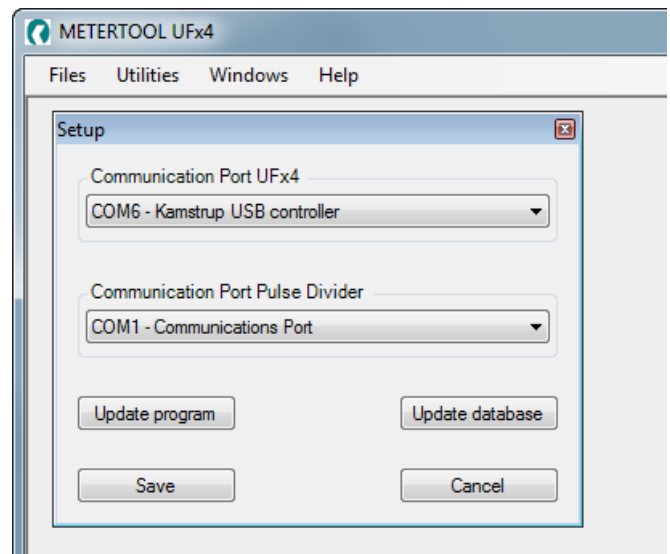 METERTOOL UFx4
Files Utilities Windows Help
Setup
Communication Port UFx4
COM6 - Kamstrup USB controller
Communication Port Pulse Divider
COM1 - Communications Port
Update program Update database
Save Cancel